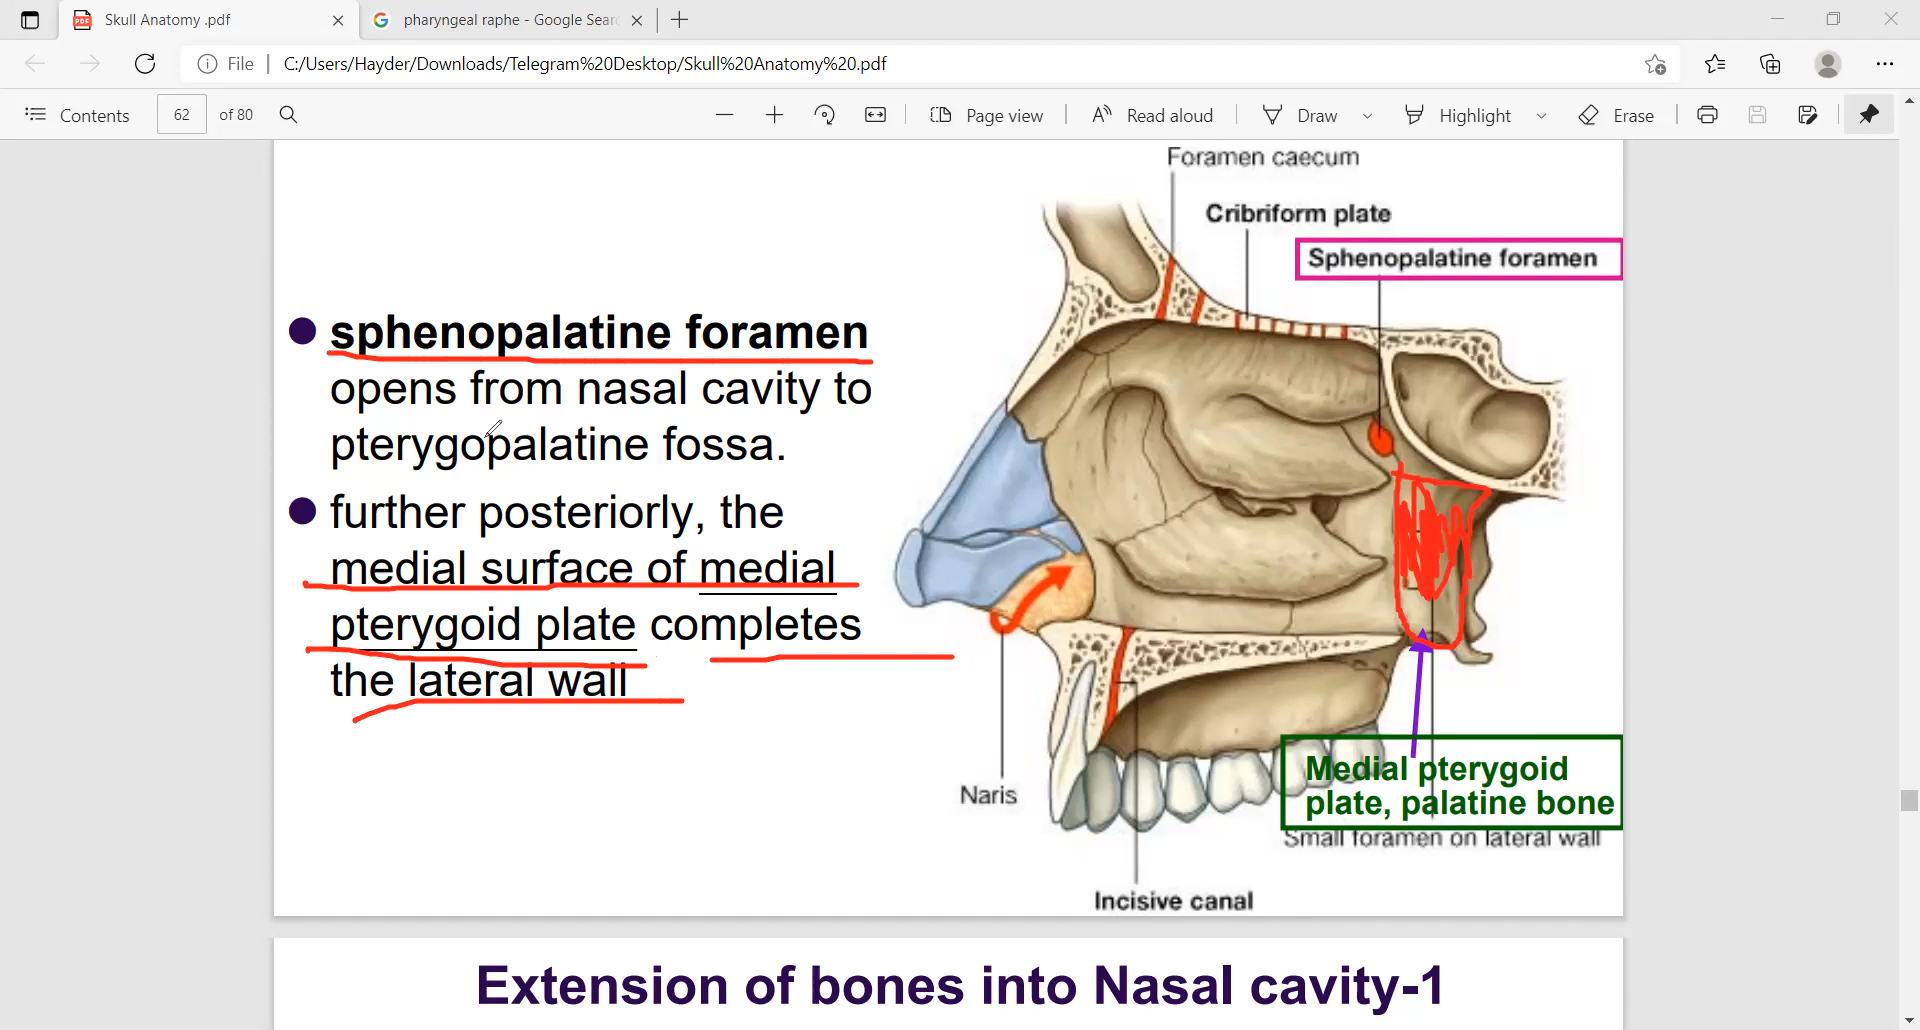 Skull Anatomy .pdf
pharyngeal raphe - Google Sear
File
C:/Users/Hayder/Downloads/Telegram%20Desktop/Skull%20Anatomy%20.pdf
Contents
62
of 80
Page view
Read aloud
Draw
Highlight
Erase
Foramen caecum
Cribriform plate
Sphenopalatine foramen
sphenopalatine foramen
opens from nasal cavity to
pterygopalatine fossa.
further posteriorly, the
medial surface of medial
pterygoid plate completes
the lateral wall
Naris
Medial pterygoid
plate, palatine bone
Small foramen on lateral wall
Incisive canal
Extension of bones into Nasal cavity-1